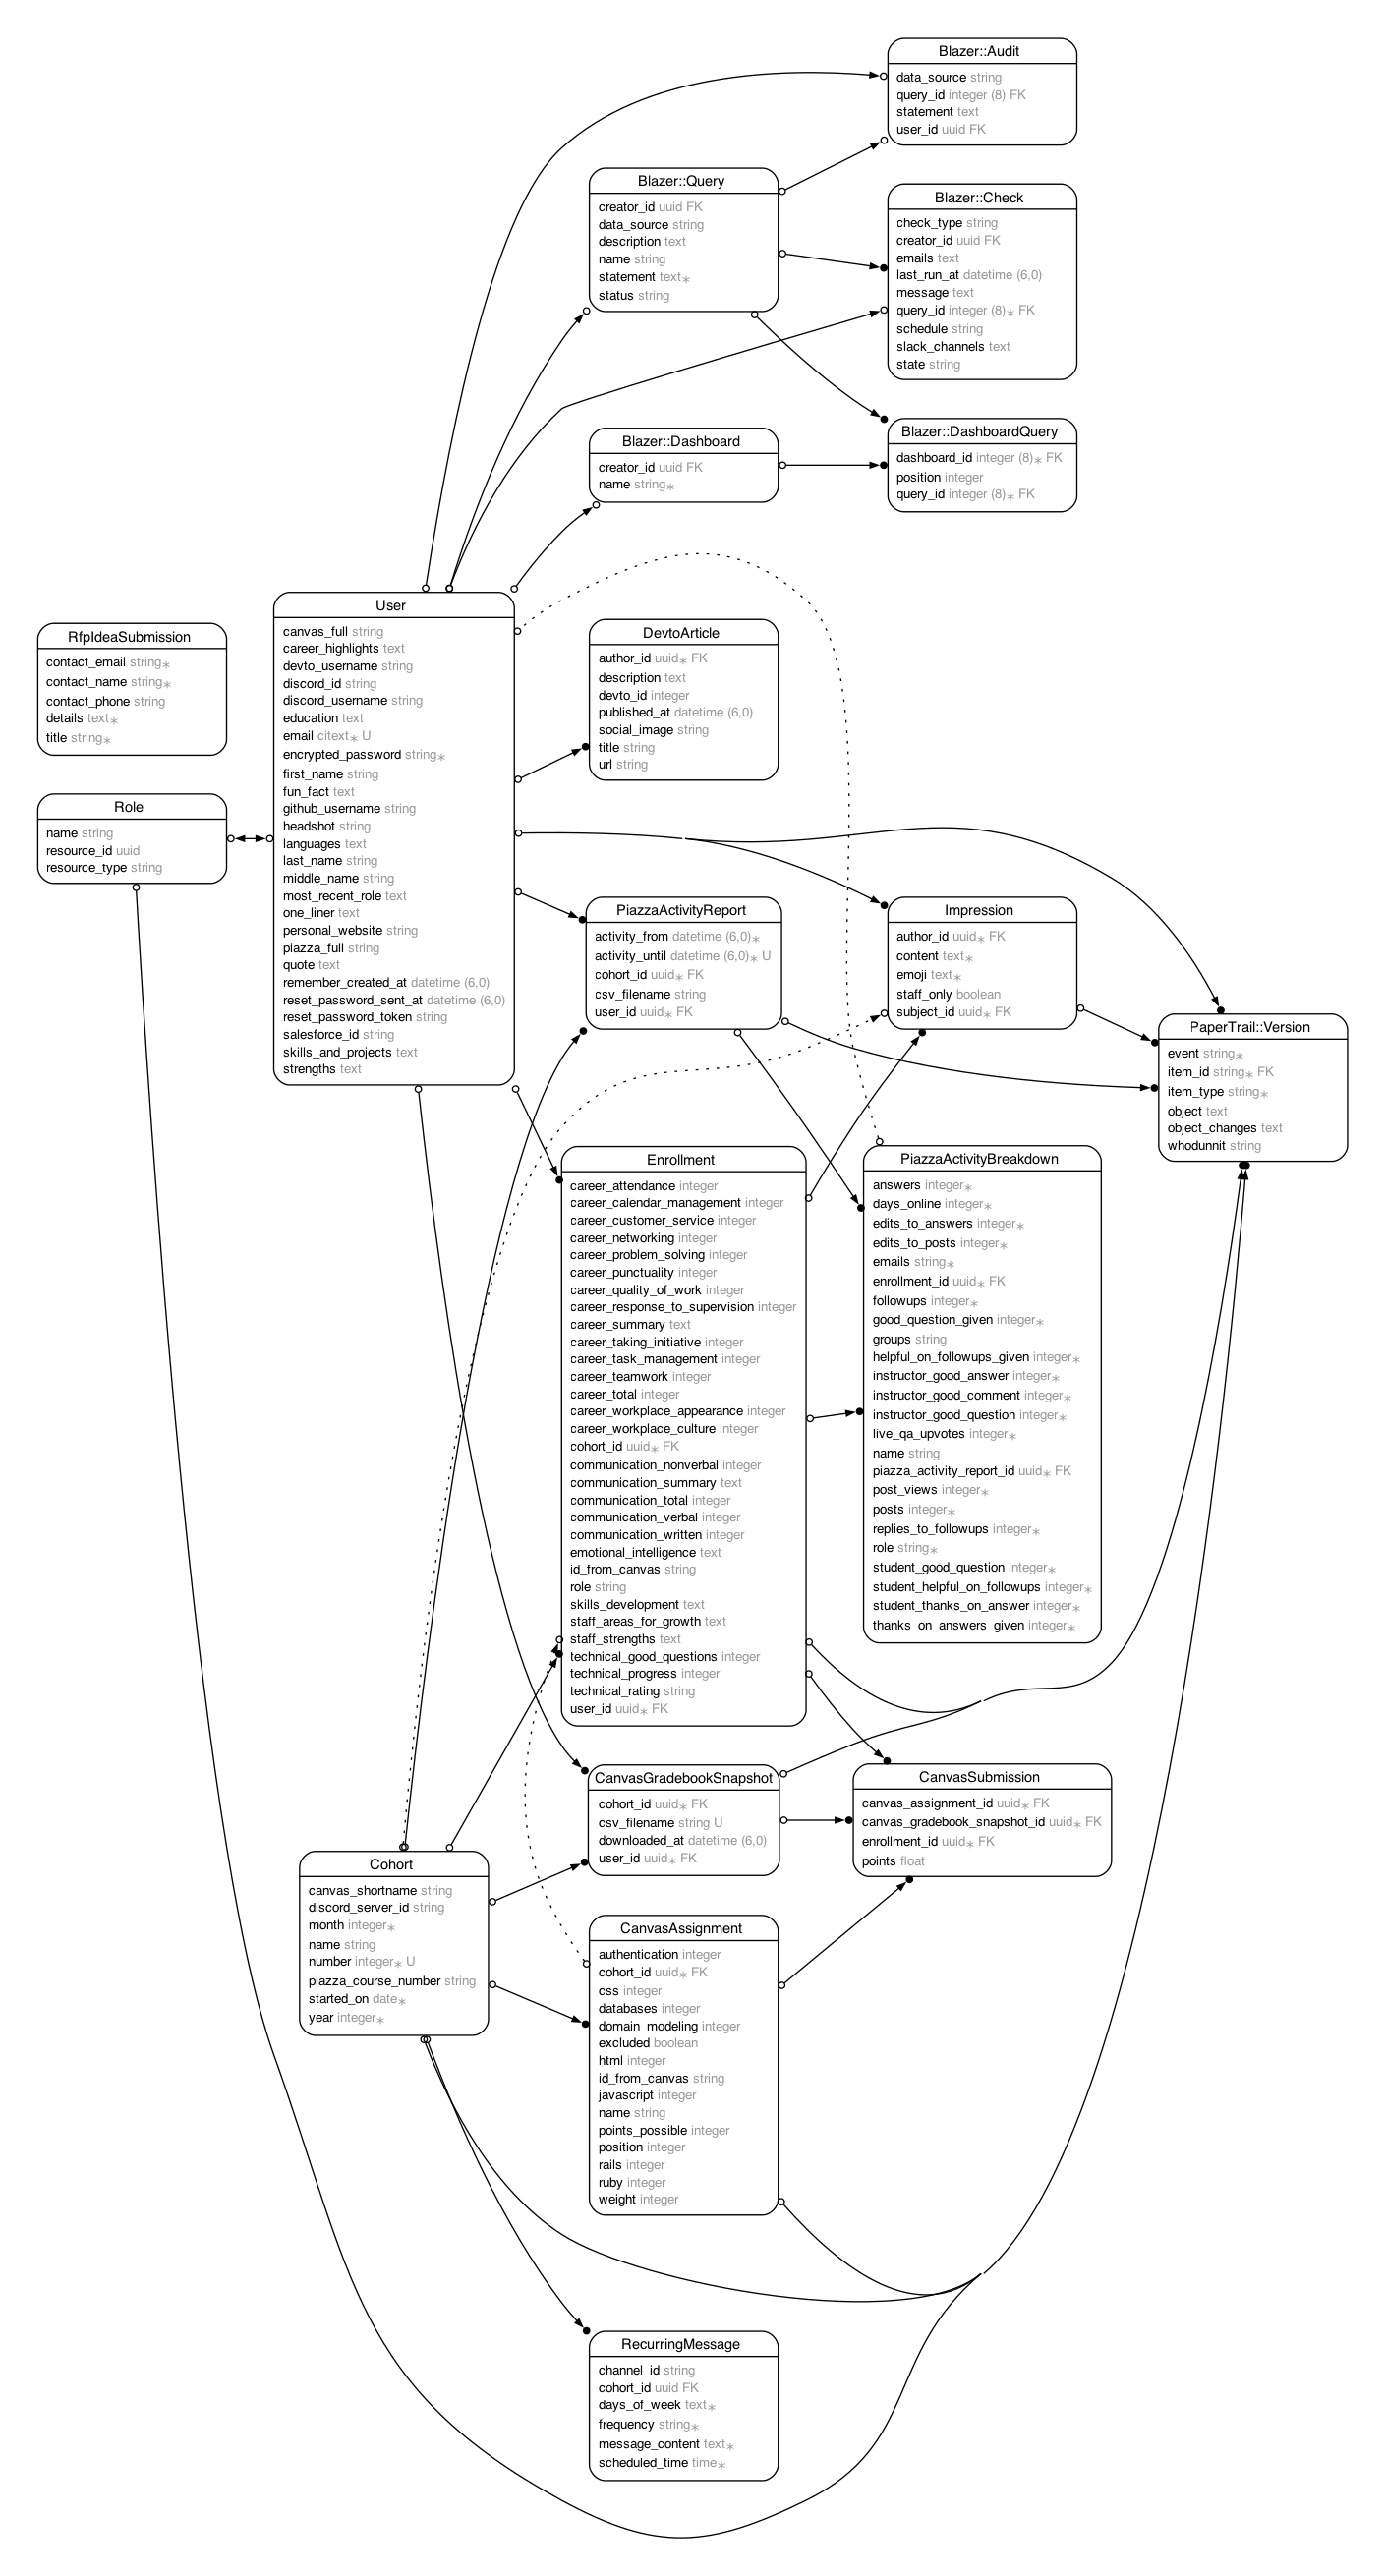 Blazer::Audit
data_source string
query_id integer (8) FK
statement text
user_id uuid FK
Blazer::Query
creator_id uuid FK
data_source string
description text
name string
statement text∗
status string
Blazer::Check
check_type string
creator_id uuid FK
emails text
last_run_at datetime (6,0)
message text
query_id integer (8)∗ FK
schedule string
slack_channels text
state string
Blazer::Dashboard
creator_id uuid FK
name string∗
Blazer::DashboardQuery
dashboard_id integer (8)∗ FK
position integer
query_id integer (8)∗ FK
RfpIdeaSubmission
contact_email string∗
contact_name string∗
contact_phone string
details text∗
title string∗
Role
name string
resource_id uuid
resource_type string
User
canvas_full string
career_highlights text
devto_username string
discord_id string
discord_username string
education text
email citext∗ U
encrypted_password string∗
first_name string
fun_fact text
github_username string
headshot string
languages text
last_name string
middle_name string
most_recent_role text
one_liner text
personal_website string
piazza_full string
quote text
remember_created_at datetime (6,0)
reset_password_sent_at datetime (6,0)
reset_password_token string
salesforce_id string
skills_and_projects text
strengths text
DevtoArticle
author_id uuid∗ FK
description text
devto_id integer
published_at datetime (6,0)
social_image string
title string
url string
PiazzaActivityReport
activity_from datetime (6,0)∗
activity_until datetime (6,0)∗ U
cohort_id uuid∗ FK
csv_filename string
user_id uuid∗ FK
Impression
author_id uuid∗ FK
content text∗
emoji text∗
staff_only boolean
subject_id uuid∗ FK
PaperTrail::Version
event string∗
item_id string∗ FK
item_type string∗
object text
object_changes text
whodunnit string
Enrollment
career_attendance integer
career_calendar_management integer
career_customer_service integer
career_networking integer
career_problem_solving integer
career_punctuality integer
career_quality_of_work integer
career_response_to_supervision integer
career_summary text
career_taking_initiative integer
career_task_management integer
career_teamwork integer
career_total integer
career_workplace_appearance integer
career_workplace_culture integer
cohort_id uuid∗ FK
communication_nonverbal integer
communication_summary text
communication_total integer
communication_verbal integer
communication_written integer
emotional_intelligence text
id_from_canvas string
role string
skills_development text
staff_areas_for_growth text
staff_strengths text
technical_good_questions integer
technical_progress integer
technical_rating string
user_id uuid∗ FK
PiazzaActivityBreakdown
answers integer∗
days_online integer∗
edits_to_answers integer∗
edits_to_posts integer∗
emails string∗
enrollment_id uuid∗ FK
followups integer∗
good_question_given integer∗
groups string
helpful_on_followups_given integer∗
instructor_good_answer integer∗
instructor_good_comment integer∗
instructor_good_question integer∗
live_qa_upvotes integer∗
name string
piazza_activity_report_id uuid∗ FK
post_views integer∗
posts integer∗
replies_to_followups integer∗
role string∗
student_good_question integer∗
student_helpful_on_followups integer∗
student_thanks_on_answer integer∗
thanks_on_answers_given integer∗
CanvasGradebookSnapshot
cohort_id uuid∗ FK
csv_filename string U
downloaded_at datetime (6,0)
user_id uuid∗ FK
CanvasSubmission
canvas_assignment_id uuid∗ FK
canvas_gradebook_snapshot_id uuid∗ FK
enrollment_id uuid∗ FK
points float
Cohort
canvas_shortname string
discord_server_id string
month integer∗
name string
number integer∗ U
piazza_course_number string
started_on date∗
year integer∗
CanvasAssignment
authentication integer
cohort_id uuid∗ FK
css integer
databases integer
domain_modeling integer
excluded boolean
html integer
id_from_canvas string
javascript integer
name string
points_possible integer
position integer
rails integer
ruby integer
weight integer
RecurringMessage
channel_id string
cohort_id uuid FK
days_of_week text∗
frequency string∗
message_content text∗
scheduled_time time∗